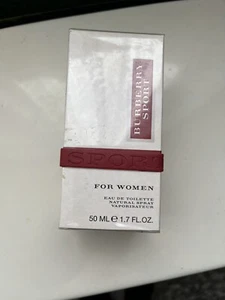 BURBERRY
SPORT
SPORT
FOR WOMEN
EAU DE TOILETTE
NATURAL SPRAY
VAPORISATEUR
50 ML ℮ 1.7 FL.OZ.